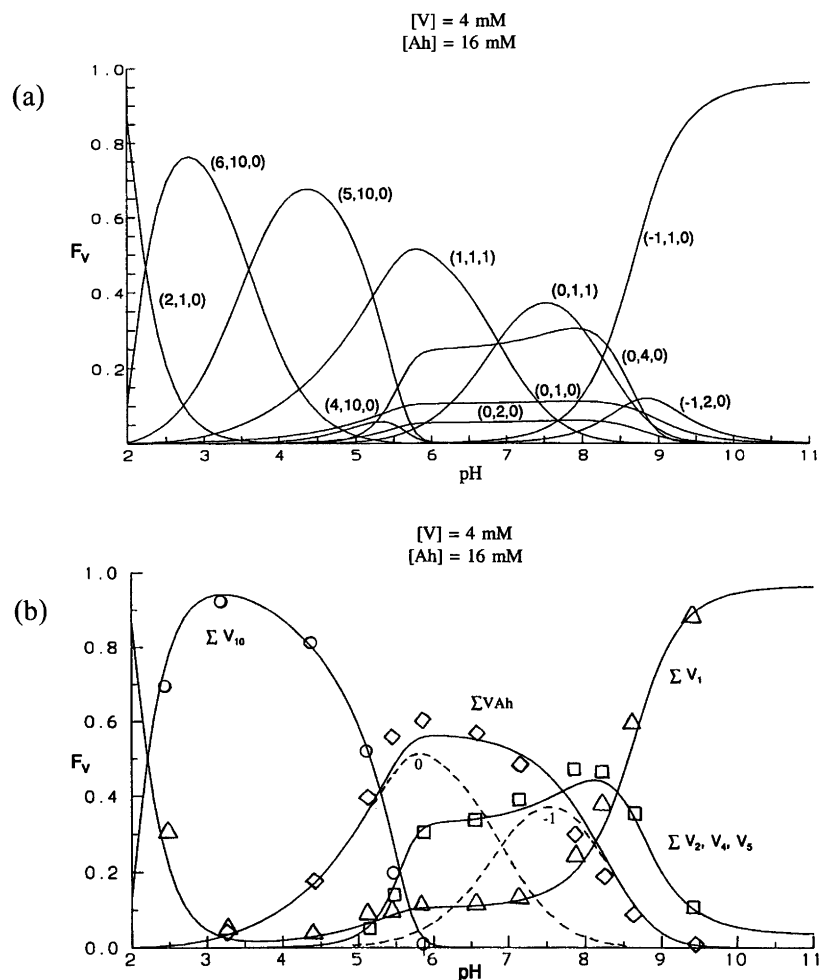 [V] = 4 mM
[Ah] = 16 mM
(a)
1.0
0.8
0.6
0.4
0.2
F_V
(6,10,0)
(5,10,0)
(1,1,1)
(-1,1,0)
(2,1,0)
(0,1,1)
(0,4,0)
(4,10,0)
(0,1,0)
(0,2,0)
(-1,2,0)
2 3 4 5 6 7 8 9 10 11
pH
[V] = 4 mM
[Ah] = 16 mM
(b)
1.0
0.8
0.6
0.4
0.2
0.0
F_V
Σ V₁₀
ΣVAh
Σ V₁
0
-1
Σ V₂, V₄, V₅
2 3 4 5 6 7 8 9 10 11
pH